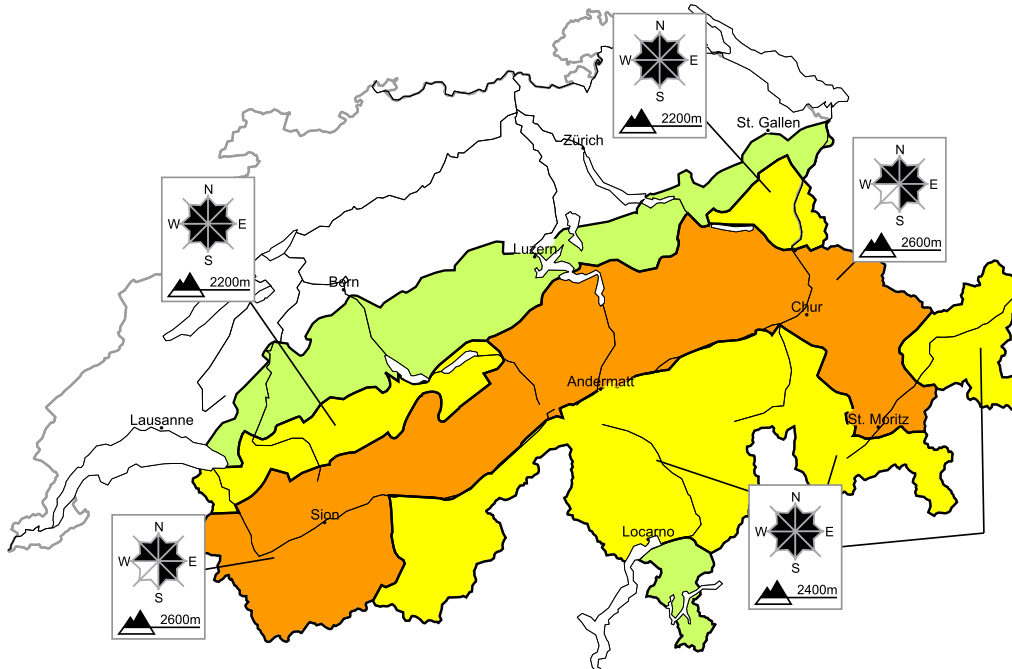 N
W E
S
2200m
St. Gallen
Zürich
N
W E
S
2600m
N
W E
S
2200m
Luzern
Bern
Chur
Andermatt
Lausanne
St. Moritz
N
W E
S
2400m
Sion
N
W E
S
2600m
Locarno